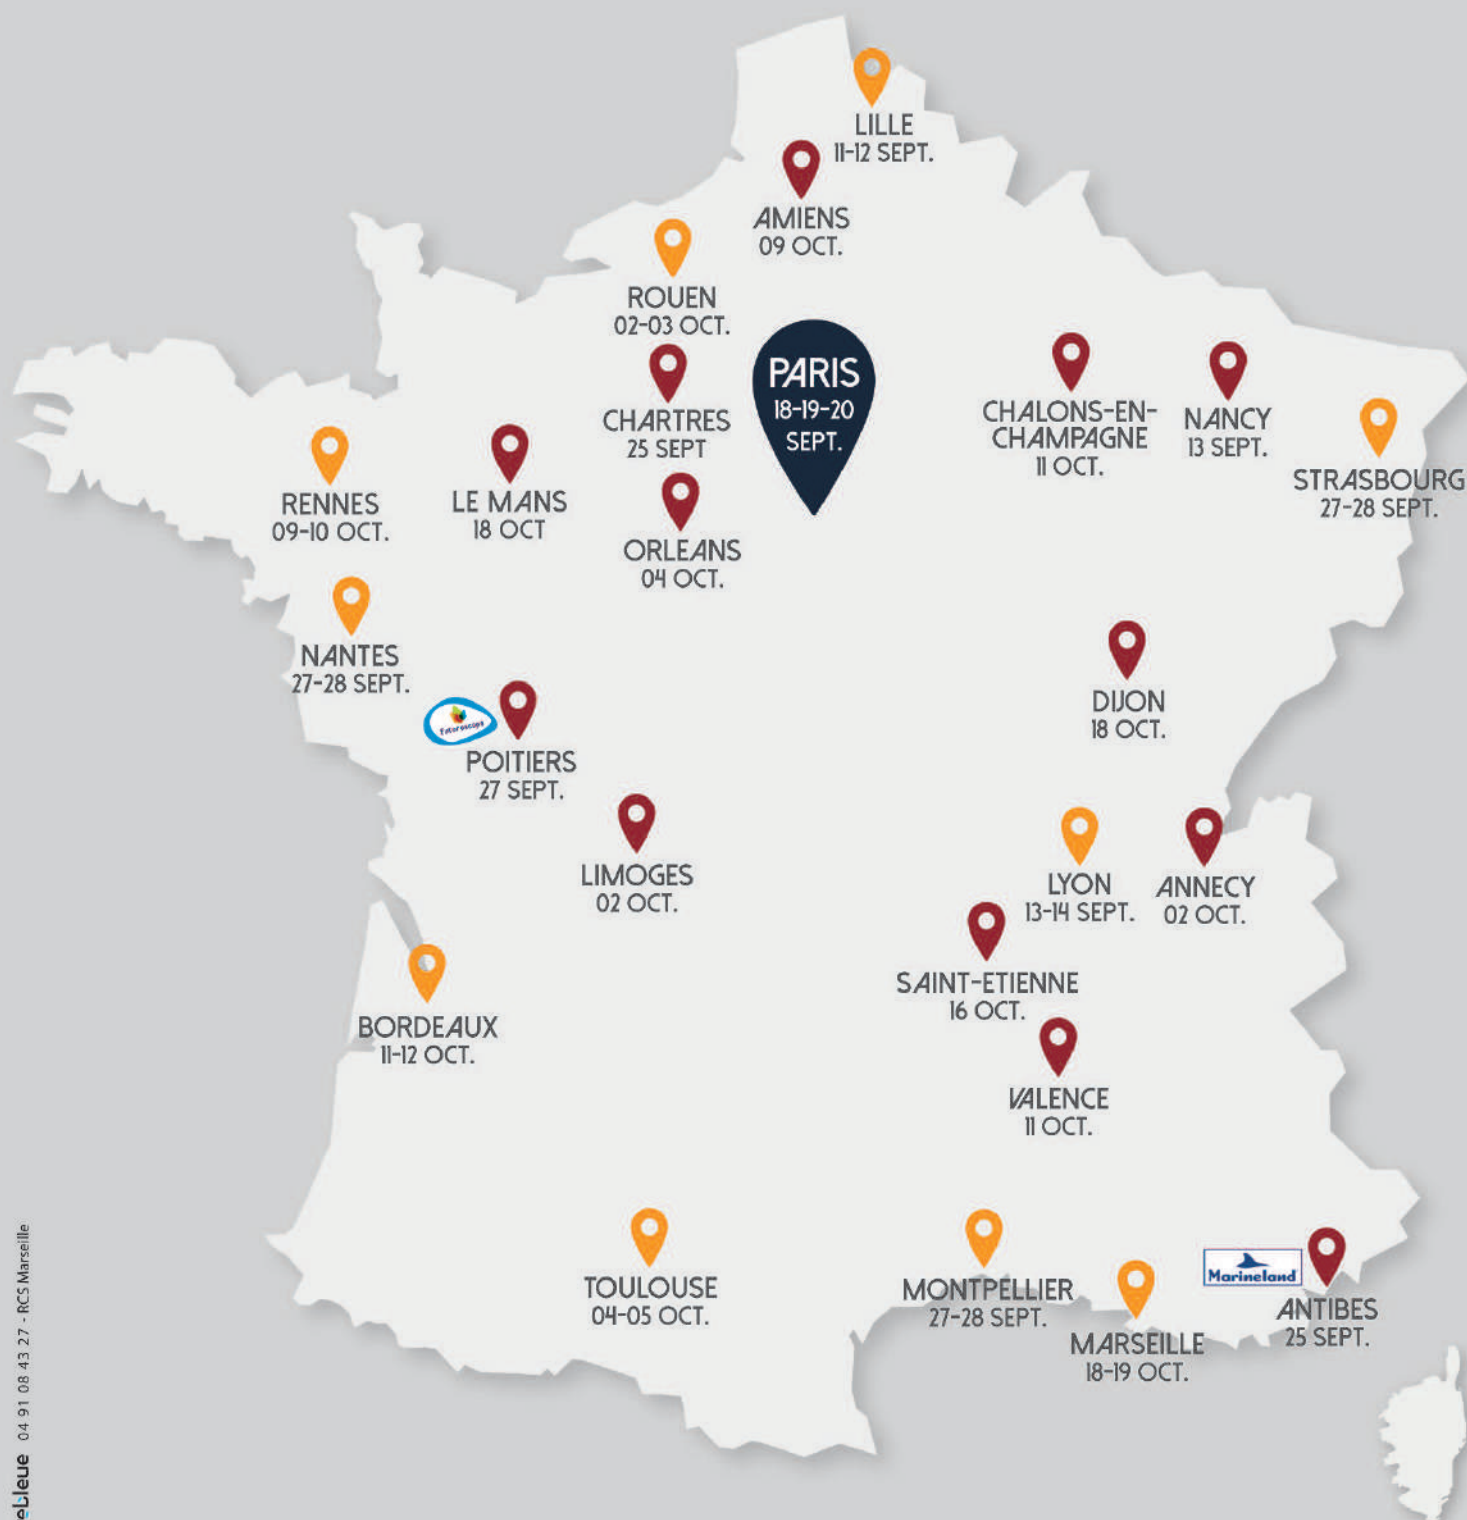 LILLE
11-12 SEPT.
AMIENS
09 OCT.
ROUEN
02-03 OCT.
PARIS
18-19-20
SEPT.
CHARTRES
25 SEPT
CHALONS-EN-
CHAMPAGNE
11 OCT.
NANCY
13 SEPT.
STRASBOURG
27-28 SEPT.
RENNES
09-10 OCT.
LE MANS
18 OCT
ORLEANS
04 OCT.
NANTES
27-28 SEPT.
DIJON
18 OCT.
futuroscope
POITIERS
27 SEPT.
LIMOGES
02 OCT.
LYON
13-14 SEPT.
ANNECY
02 OCT.
SAINT-ETIENNE
16 OCT.
BORDEAUX
11-12 OCT.
VALENCE
11 OCT.
TOULOUSE
04-05 OCT.
MONTPELLIER
27-28 SEPT.
Marineland
MARSEILLE
18-19 OCT.
ANTIBES
25 SEPT.
04 91 08 43 27 - RCS Marseille